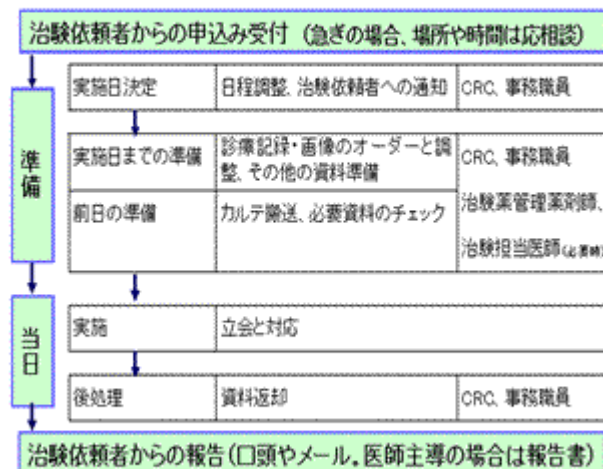 治験依頼者からの申込み受付（急ぎの場合、場所や時間は応相談）
準備
実施日決定
日程調整、治験依頼者への通知
CRC、事務職員
実施日までの準備
診療記録・画像のオーダーと調
整、その他の資料準備
CRC、事務職員
前日の準備
カルテ搬送、必要資料のチェック
治験薬管理薬剤師、
治験担当医師（必要時
当日
実施
立会と対応
後処理
資料返却
CRC、事務職員
治験依頼者からの報告（口頭やメール。医師主導の場合は報告書）